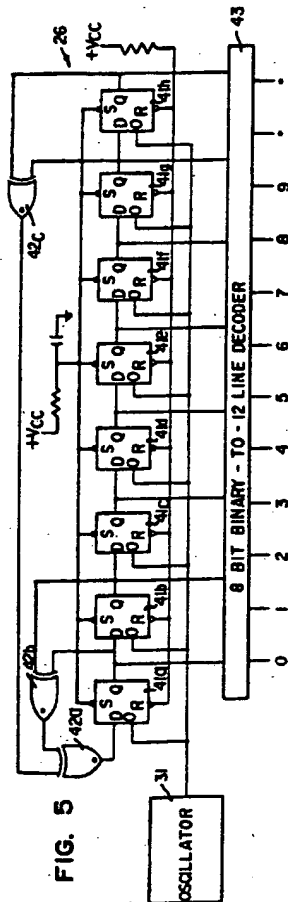 FIG. 5
26
+VCC
42c
+VCC
42b
42a
S
D Q
O R
41a
S
D Q
O R
41b
S
D Q
O R
41c
S
D Q
O R
41d
S
D Q
O R
41e
S
D Q
O R
41f
S
D Q
O R
41g
S
D Q
O R
41h
31
OSCILLATOR
43
8 BIT BINARY - TO - 12 LINE DECODER
0 1 2 3 4 5 6 7 8 9